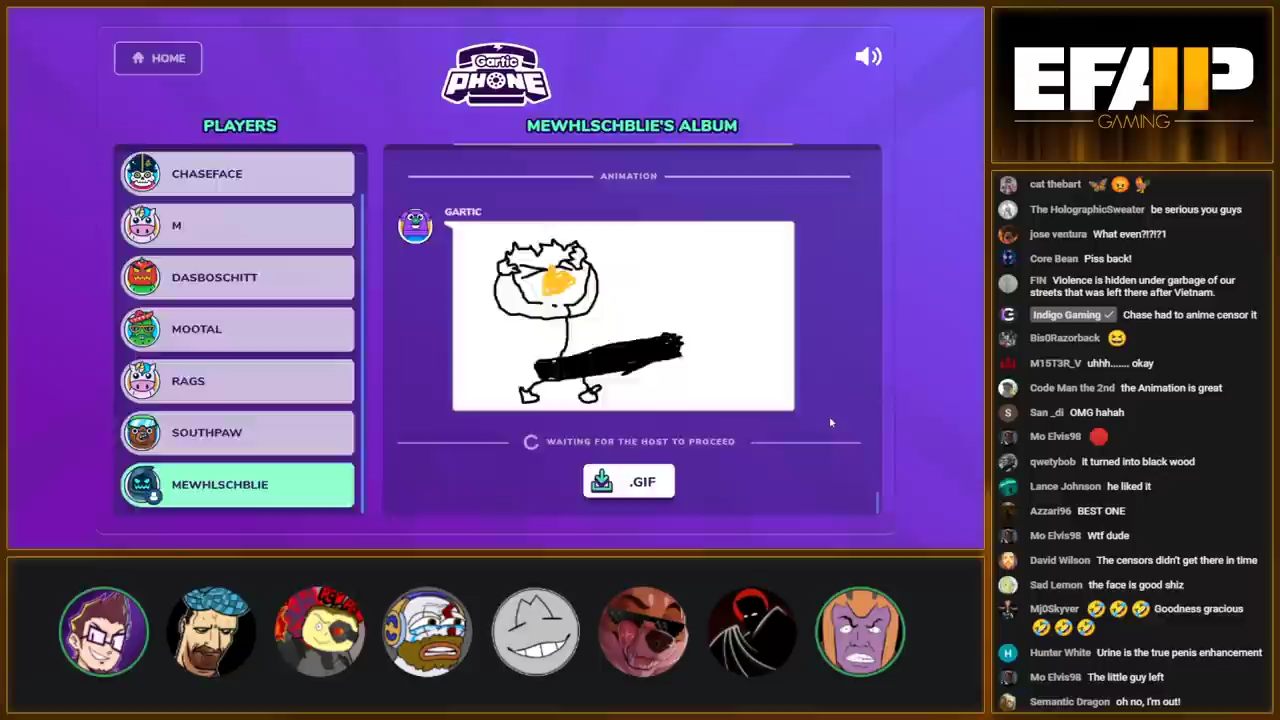 HOME
Gartic
PHONE
PLAYERS
CHASEFACE
M
DASBOSCHITT
MOOTAL
RAGS
SOUTHPAW
MEWHLSCHBLIE
MEWHLSCHBLIE'S ALBUM
ANIMATION
GARTIC
WAITING FOR THE HOST TO PROCEED
.GIF
EFAP
GAMING
cat thebart
The HolographicSweater be serious you guys
jose ventura What even?!?!?1
Core Bean Piss back!
FIN Violence is hidden under garbage of our
streets that was left there after Vietnam.
Indigo Gaming Chase had to anime censor it
Bis0Razorback
M15T3R_V uhhh....... okay
Code Man the 2nd the Animation is great
S San _di OMG hahah
Mo Elvis98
qwetybob it turned into black wood
Lance Johnson he liked it
Azzari96 BEST ONE
Mo Elvis98 Wtf dude
David Wilson The censors didn't get there in time
Sad Lemon the face is good shiz
Mj0Skyver Goodness gracious
H Hunter White Urine is the true penis enhancement
Mo Elvis98 The little guy left
Semantic Dragon oh no, I'm out!